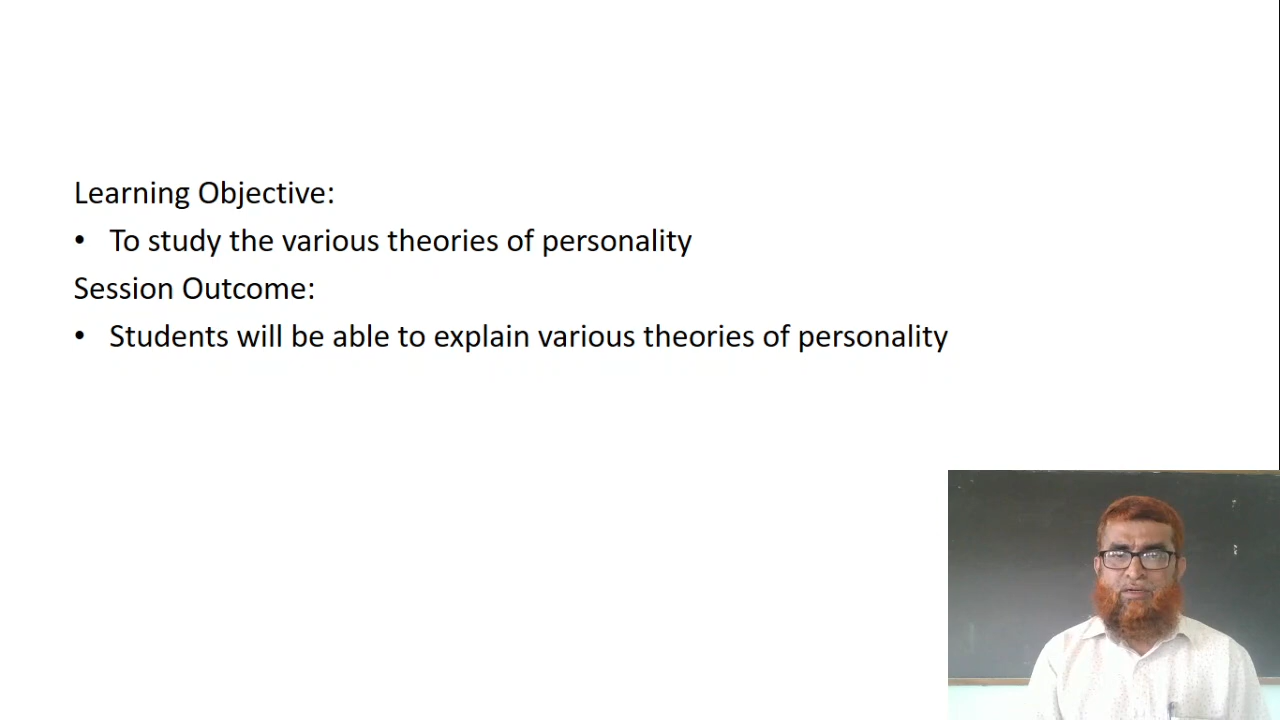 Learning Objective:
• To study the various theories of personality
Session Outcome:
• Students will be able to explain various theories of personality